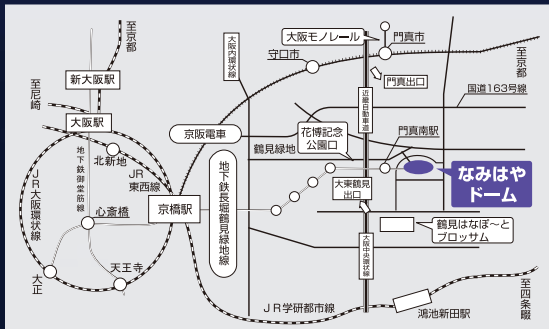 至京都
大阪モノレール
門真市
新大阪駅
大阪内環状線
守口市
門真出口
至京都
至尼崎
国道163号線
大阪駅
近畿自動車道
京阪電車
花博記念
公園口
門真南駅
鶴見緑地
北新地
地下鉄御堂筋線
JR
東西線
地下鉄長堀鶴見緑地線
なみはや
ドーム
大東鶴見
出口
JR大阪環状線
京橋駅
心斎橋
鶴見はなぽ〜と
ブロッサム
大阪中央環状線
天王寺
大正
至四条畷
鴻池新田駅
JR学研都市線